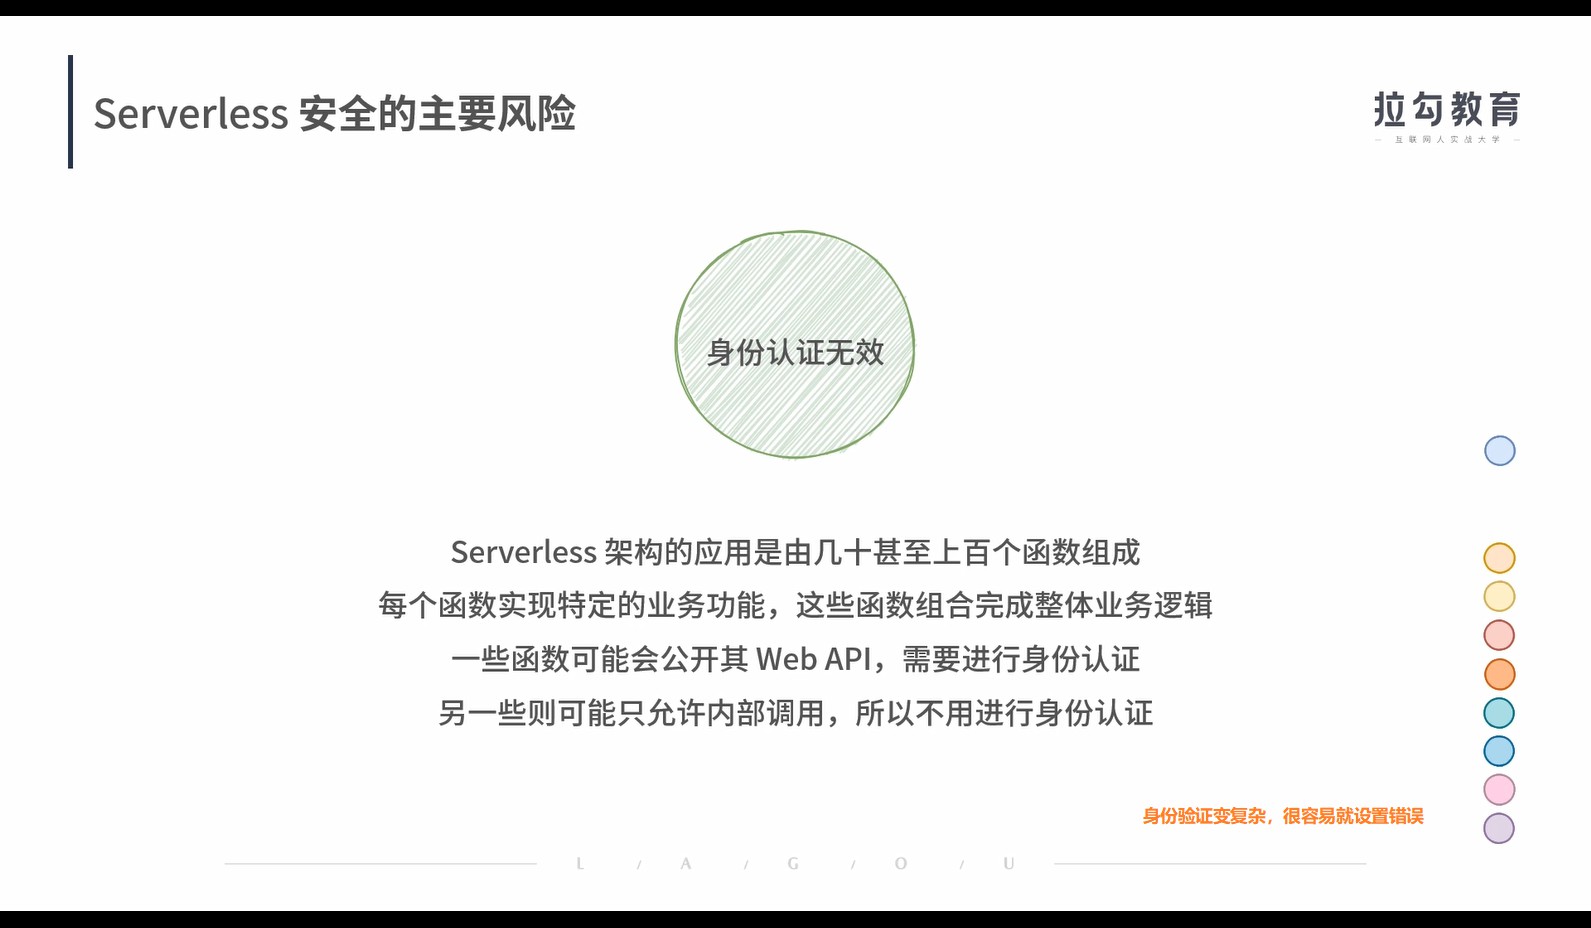 Serverless 安全的主要风险
拉勾教育
互联网人实战大学
身份认证无效
Serverless 架构的应用是由几十甚至上百个函数组成
每个函数实现特定的业务功能，这些函数组合完成整体业务逻辑
一些函数可能会公开其 Web API，需要进行身份认证
另一些则可能只允许内部调用，所以不用进行身份认证
身份验证变复杂，很容易就设置错误
L / A / G / O / U